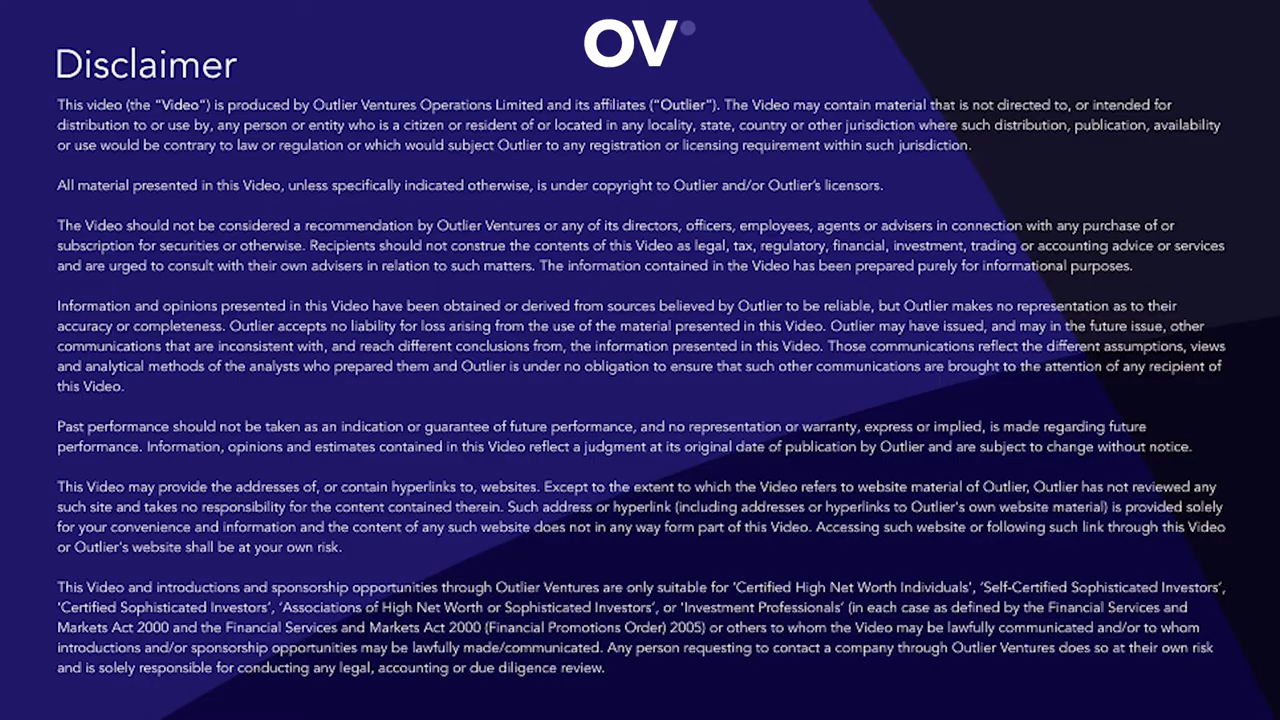 OV
Disclaimer
This video (the "Video") is produced by Outlier Ventures Operations Limited and its affiliates ("Outlier"). The Video may contain material that is not directed to, or intended for
distribution to or use by, any person or entity who is a citizen or resident of or located in any locality, state, country or other jurisdiction where such distribution, publication, availability
or use would be contrary to law or regulation or which would subject Outlier to any registration or licensing requirement within such jurisdiction.
All material presented in this Video, unless specifically indicated otherwise, is under copyright to Outlier and/or Outlier's licensors.
The Video should not be considered a recommendation by Outlier Ventures or any of its directors, officers, employees, agents or advisers in connection with any purchase of or
subscription for securities or otherwise. Recipients should not construe the contents of this Video as legal, tax, regulatory, financial, investment, trading or accounting advice or services
and are urged to consult with their own advisers in relation to such matters. The information contained in the Video has been prepared purely for informational purposes.
Information and opinions presented in this Video have been obtained or derived from sources believed by Outlier to be reliable, but Outlier makes no representation as to their
accuracy or completeness. Outlier accepts no liability for loss arising from the use of the material presented in this Video. Outlier may have issued, and may in the future issue, other
communications that are inconsistent with, and reach different conclusions from, the information presented in this Video. Those communications reflect the different assumptions, views
and analytical methods of the analysts who prepared them and Outlier is under no obligation to ensure that such other communications are brought to the attention of any recipient of
this Video.
Past performance should not be taken as an indication or guarantee of future performance, and no representation or warranty, express or implied, is made regarding future
performance. Information, opinions and estimates contained in this Video reflect a judgment at its original date of publication by Outlier and are subject to change without notice.
This Video may provide the addresses of, or contain hyperlinks to, websites. Except to the extent to which the Video refers to website material of Outlier, Outlier has not reviewed any
such site and takes no responsibility for the content contained therein. Such address or hyperlink (including addresses or hyperlinks to Outlier's own website material) is provided solely
for your convenience and information and the content of any such website does not in any way form part of this Video. Accessing such website or following such link through this Video
or Outlier's website shall be at your own risk.
This Video and introductions and sponsorship opportunities through Outlier Ventures are only suitable for 'Certified High Net Worth Individuals', 'Self-Certified Sophisticated Investors',
'Certified Sophisticated Investors', 'Associations of High Net Worth or Sophisticated Investors', or 'Investment Professionals' (in each case as defined by the Financial Services and
Markets Act 2000 and the Financial Services and Markets Act 2000 (Financial Promotions Order) 2005) or others to whom the Video may be lawfully communicated and/or to whom
introductions and/or sponsorship opportunities may be lawfully made/communicated. Any person requesting to contact a company through Outlier Ventures does so at their own risk
and is solely responsible for conducting any legal, accounting or due diligence review.